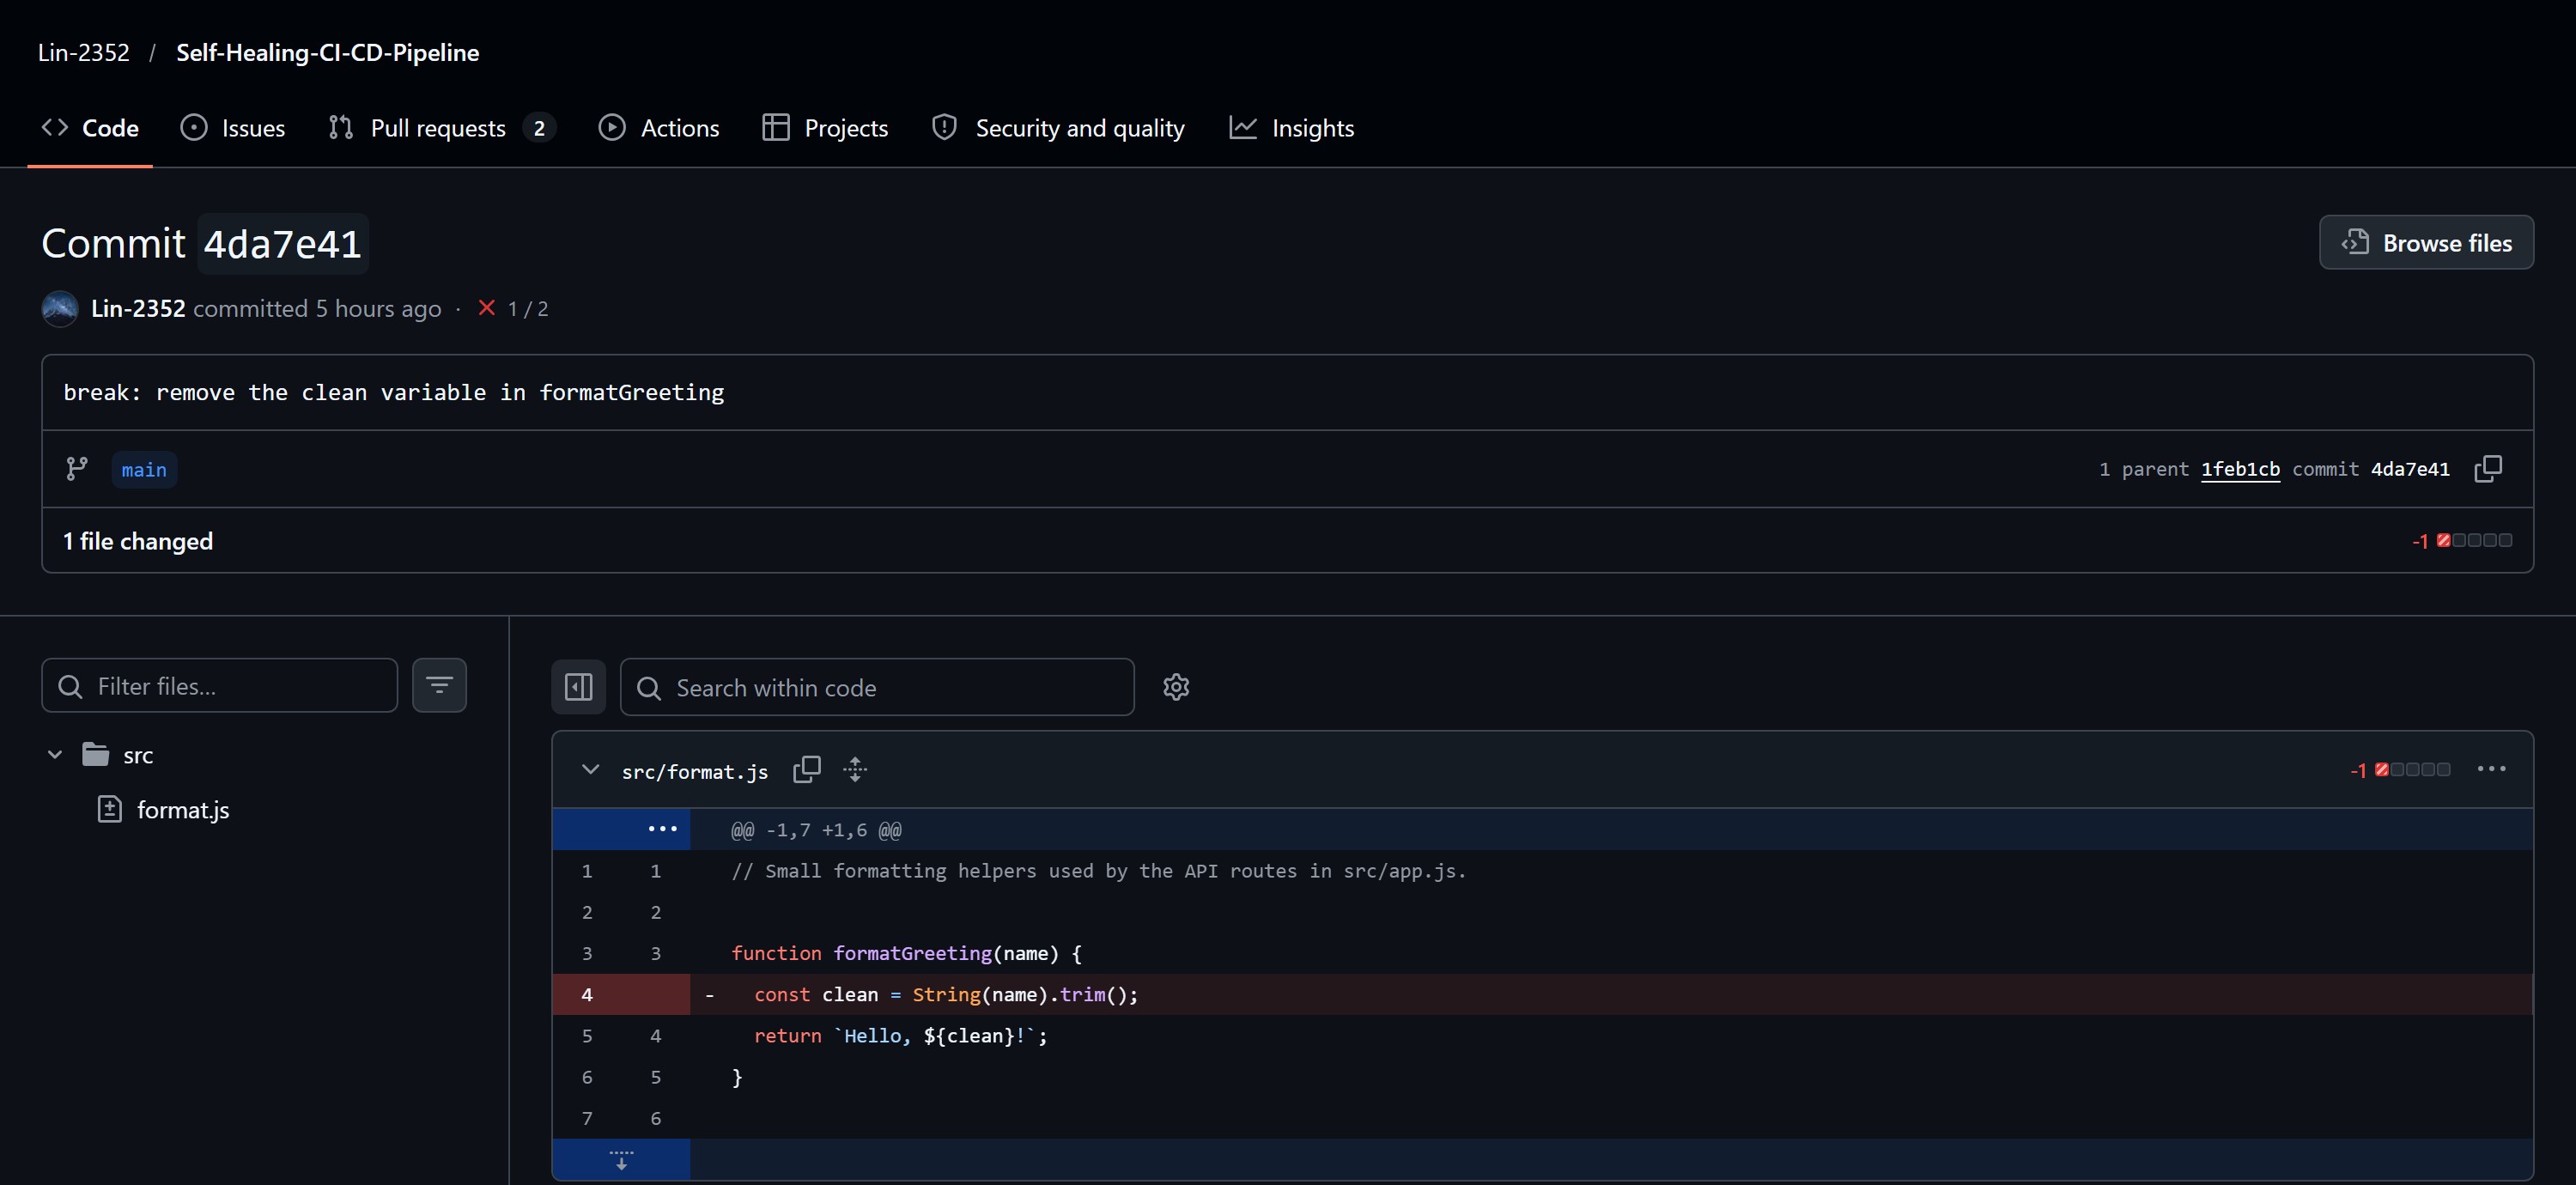 Lin-2352 / Self-Healing-CI-CD-Pipeline
Code Issues Pull requests 2 Actions Projects Security and quality Insights
Commit 4da7e41
Browse files
Lin-2352 committed 5 hours ago · 1 / 2
break: remove the clean variable in formatGreeting
main
1 parent 1feb1cb commit 4da7e41
1 file changed
-1
Filter files...
Search within code
src
format.js
src/format.js
-1
@@ -1,7 +1,6 @@
1 1 // Small formatting helpers used by the API routes in src/app.js.
2 2
3 3 function formatGreeting(name) {
4 - const clean = String(name).trim();
5 4 return `Hello, ${clean}!`;
6 5 }
7 6